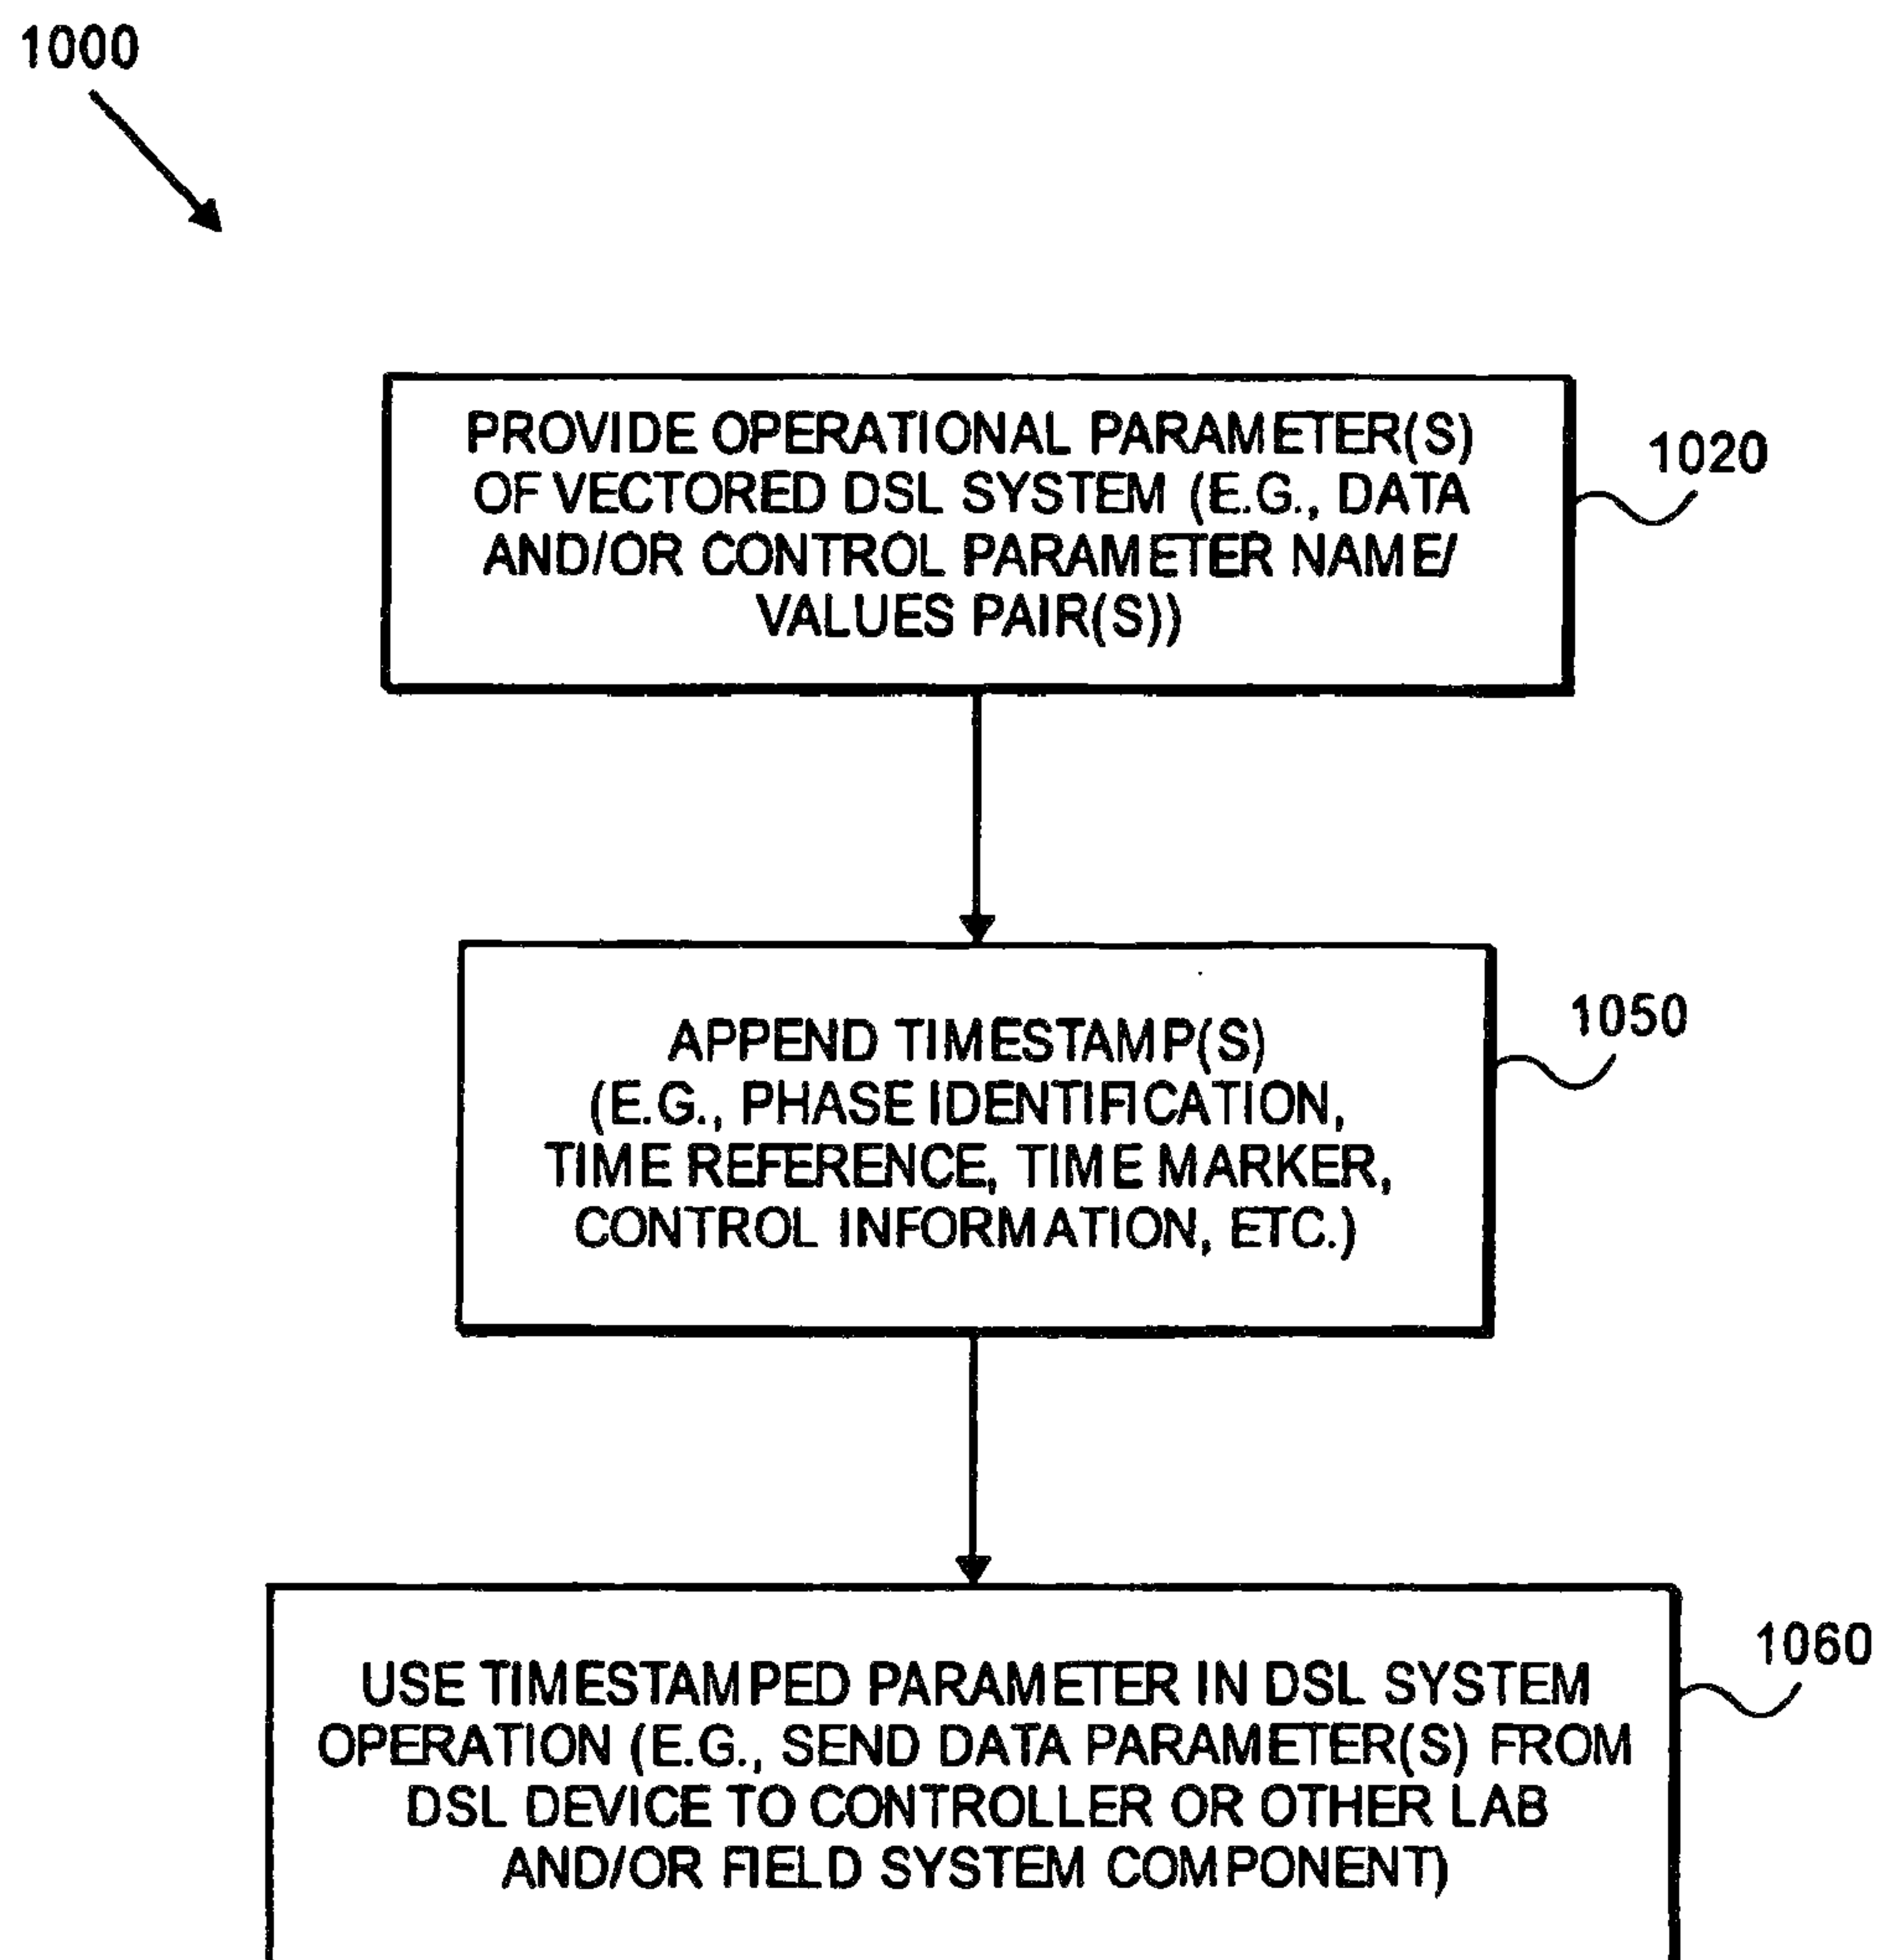 1000
PROVIDE OPERATIONAL PARAMETER(S)
OF VECTORED DSL SYSTEM (E.G., DATA
AND/OR CONTROL PARAMETER NAME/
VALUES PAIR(S))
1020
APPEND TIMESTAMP(S)
(E.G., PHASE IDENTIFICATION,
TIME REFERENCE, TIME MARKER,
CONTROL INFORMATION, ETC.)
1050
USE TIMESTAMPED PARAMETER IN DSL SYSTEM
OPERATION (E.G., SEND DATA PARAMETER(S) FROM
DSL DEVICE TO CONTROLLER OR OTHER LAB
AND/OR FIELD SYSTEM COMPONENT)
1060